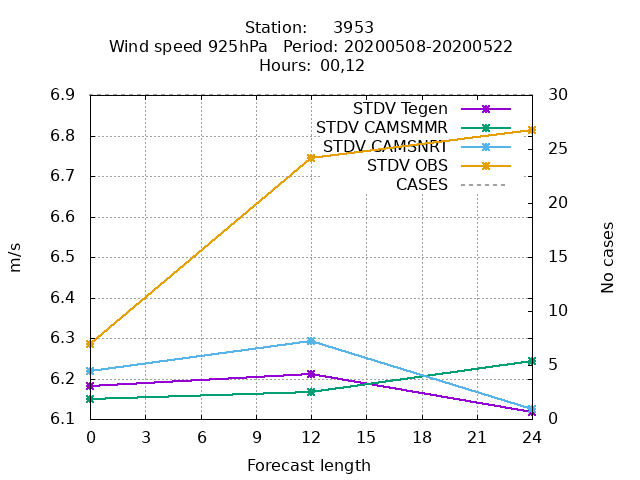 Station: 3953
Wind speed 925hPa Period: 20200508-20200522
Hours: 00,12
6.9
6.8
6.7
6.6
6.5
6.4
6.3
6.2
6.1
m/s
STDV Tegen
STDV CAMSMMR
STDV CAMSNRT
STDV OBS
CASES
30
25
20
15
10
5
0
No cases
0 3 6 9 12 15 18 21 24
Forecast length